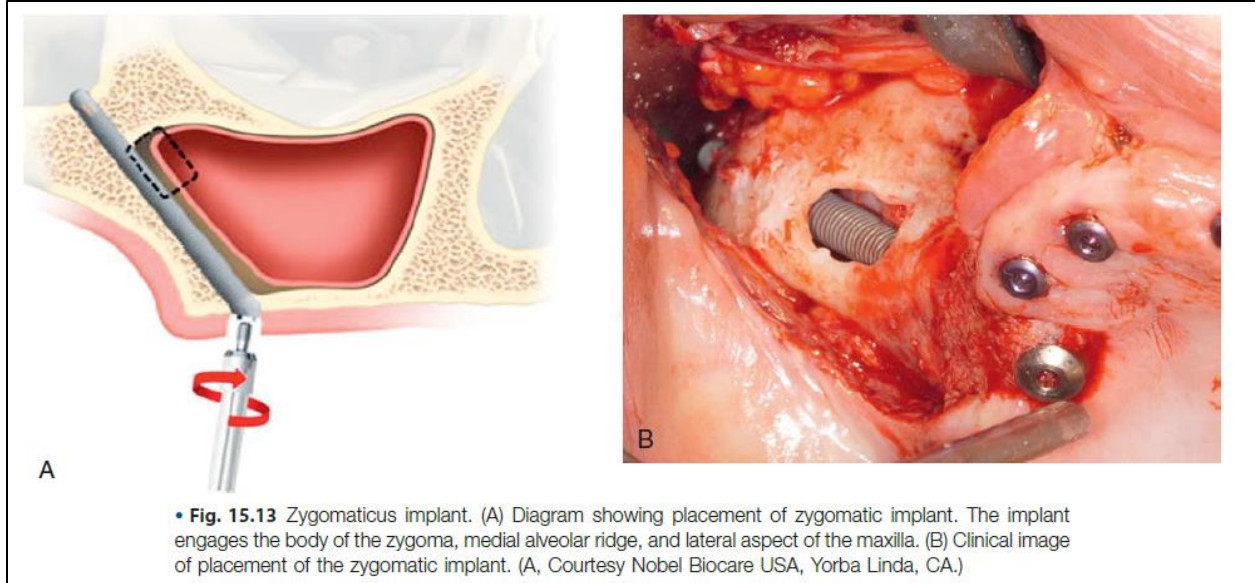 A
B
• Fig. 15.13 Zygomaticus implant. (A) Diagram showing placement of zygomatic implant. The implant
engages the body of the zygoma, medial alveolar ridge, and lateral aspect of the maxilla. (B) Clinical image
of placement of the zygomatic implant. (A, Courtesy Nobel Biocare USA, Yorba Linda, CA.)